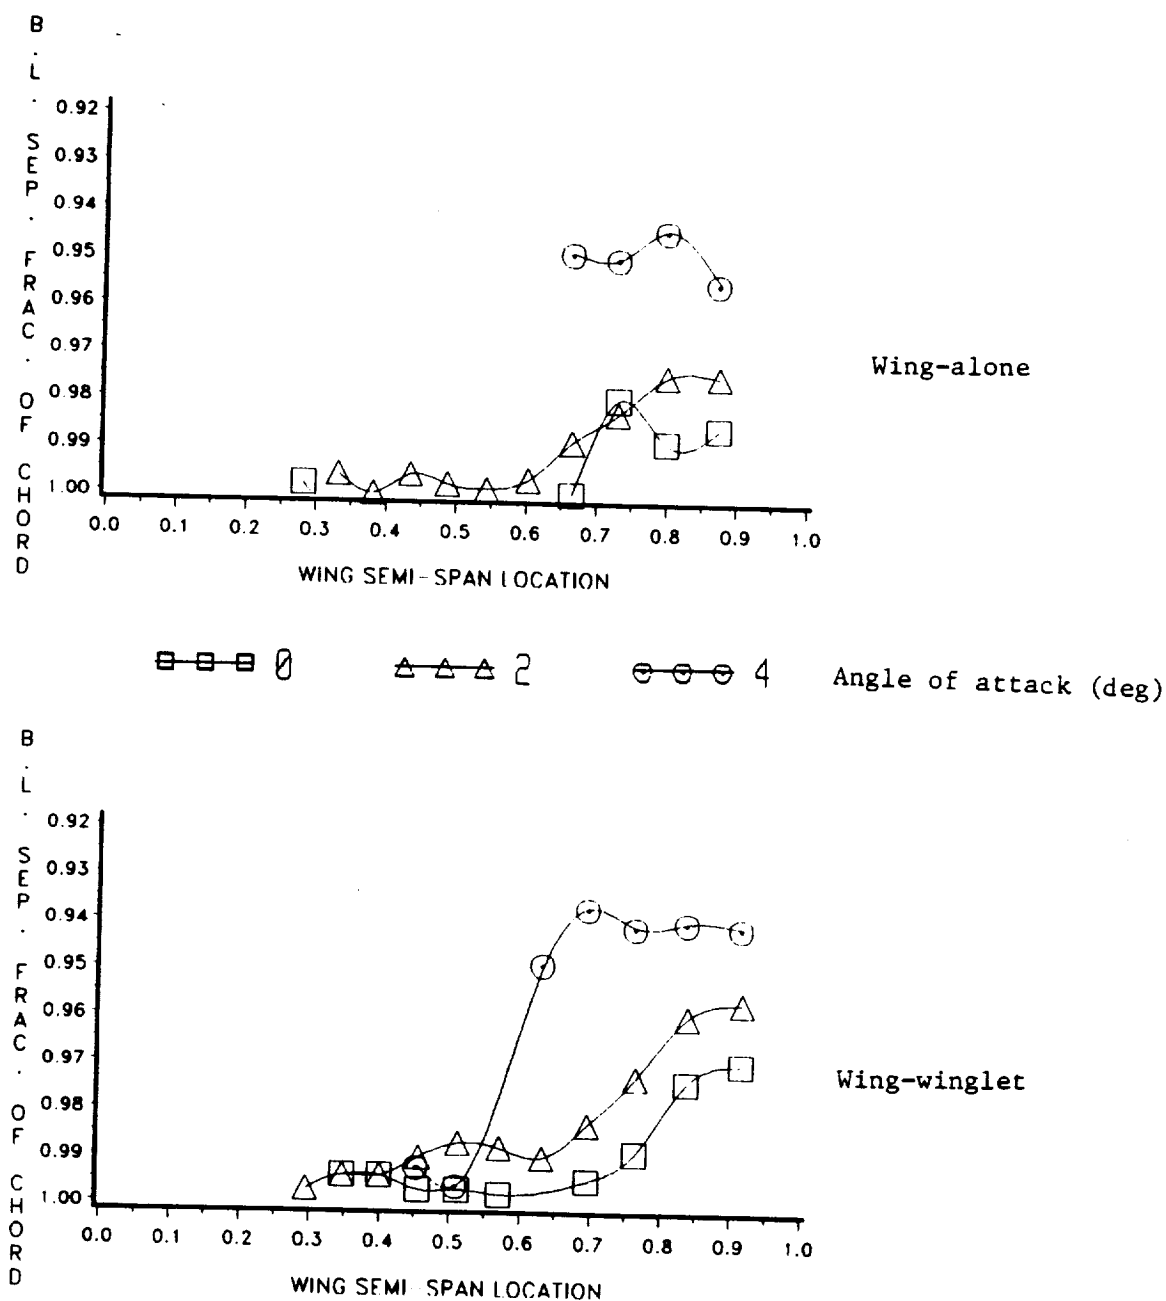 B.L. SEP. FRAC. OF CHORD
0.92
0.93
0.94
0.95
0.96
0.97
0.98
0.99
1.00
Wing-alone
0.0 0.1 0.2 0.3 0.4 0.5 0.6 0.7 0.8 0.9 1.0
WING SEMI-SPAN LOCATION
0 2 4 Angle of attack (deg)
B.L. SEP. FRAC. OF CHORD
0.92
0.93
0.94
0.95
0.96
0.97
0.98
0.99
1.00
Wing-winglet
0.0 0.1 0.2 0.3 0.4 0.5 0.6 0.7 0.8 0.9 1.0
WING SEMI-SPAN LOCATION